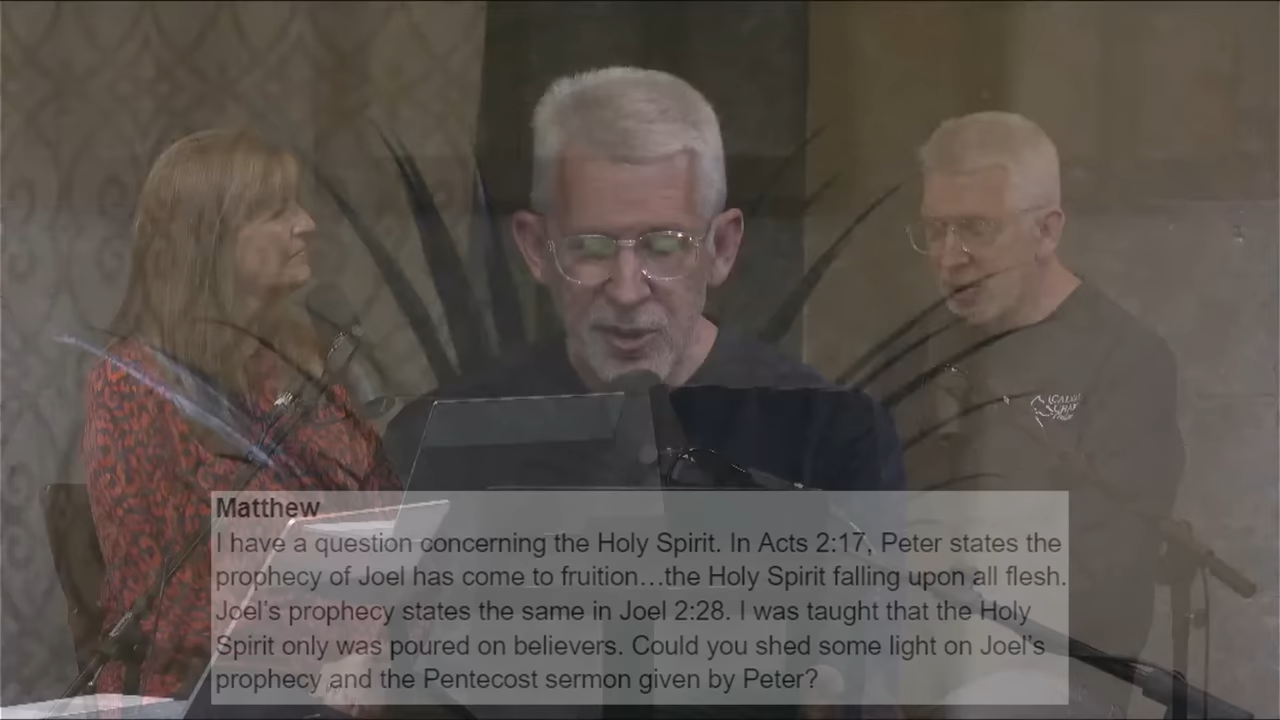 Matthew
I have a question concerning the Holy Spirit. In Acts 2:17, Peter states the
prophecy of Joel has come to fruition…the Holy Spirit falling upon all flesh.
Joel's prophecy states the same in Joel 2:28. I was taught that the Holy
Spirit only was poured on believers. Could you shed some light on Joel's
prophecy and the Pentecost sermon given by Peter?